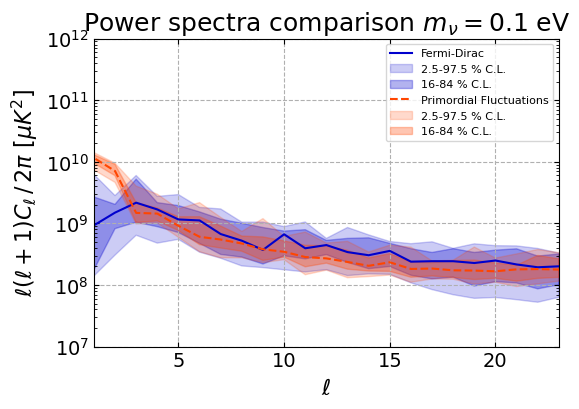 Power spectra comparison $m_\nu = 0.1$ eV
$\ell(\ell+1)C_\ell / 2\pi$ [$\mu K^2$]
$10^{12}$
$10^{11}$
$10^{10}$
$10^9$
$10^8$
$10^7$
Fermi-Dirac
2.5-97.5 % C.L.
16-84 % C.L.
Primordial Fluctuations
2.5-97.5 % C.L.
16-84 % C.L.
5 10 15 20
$\ell$